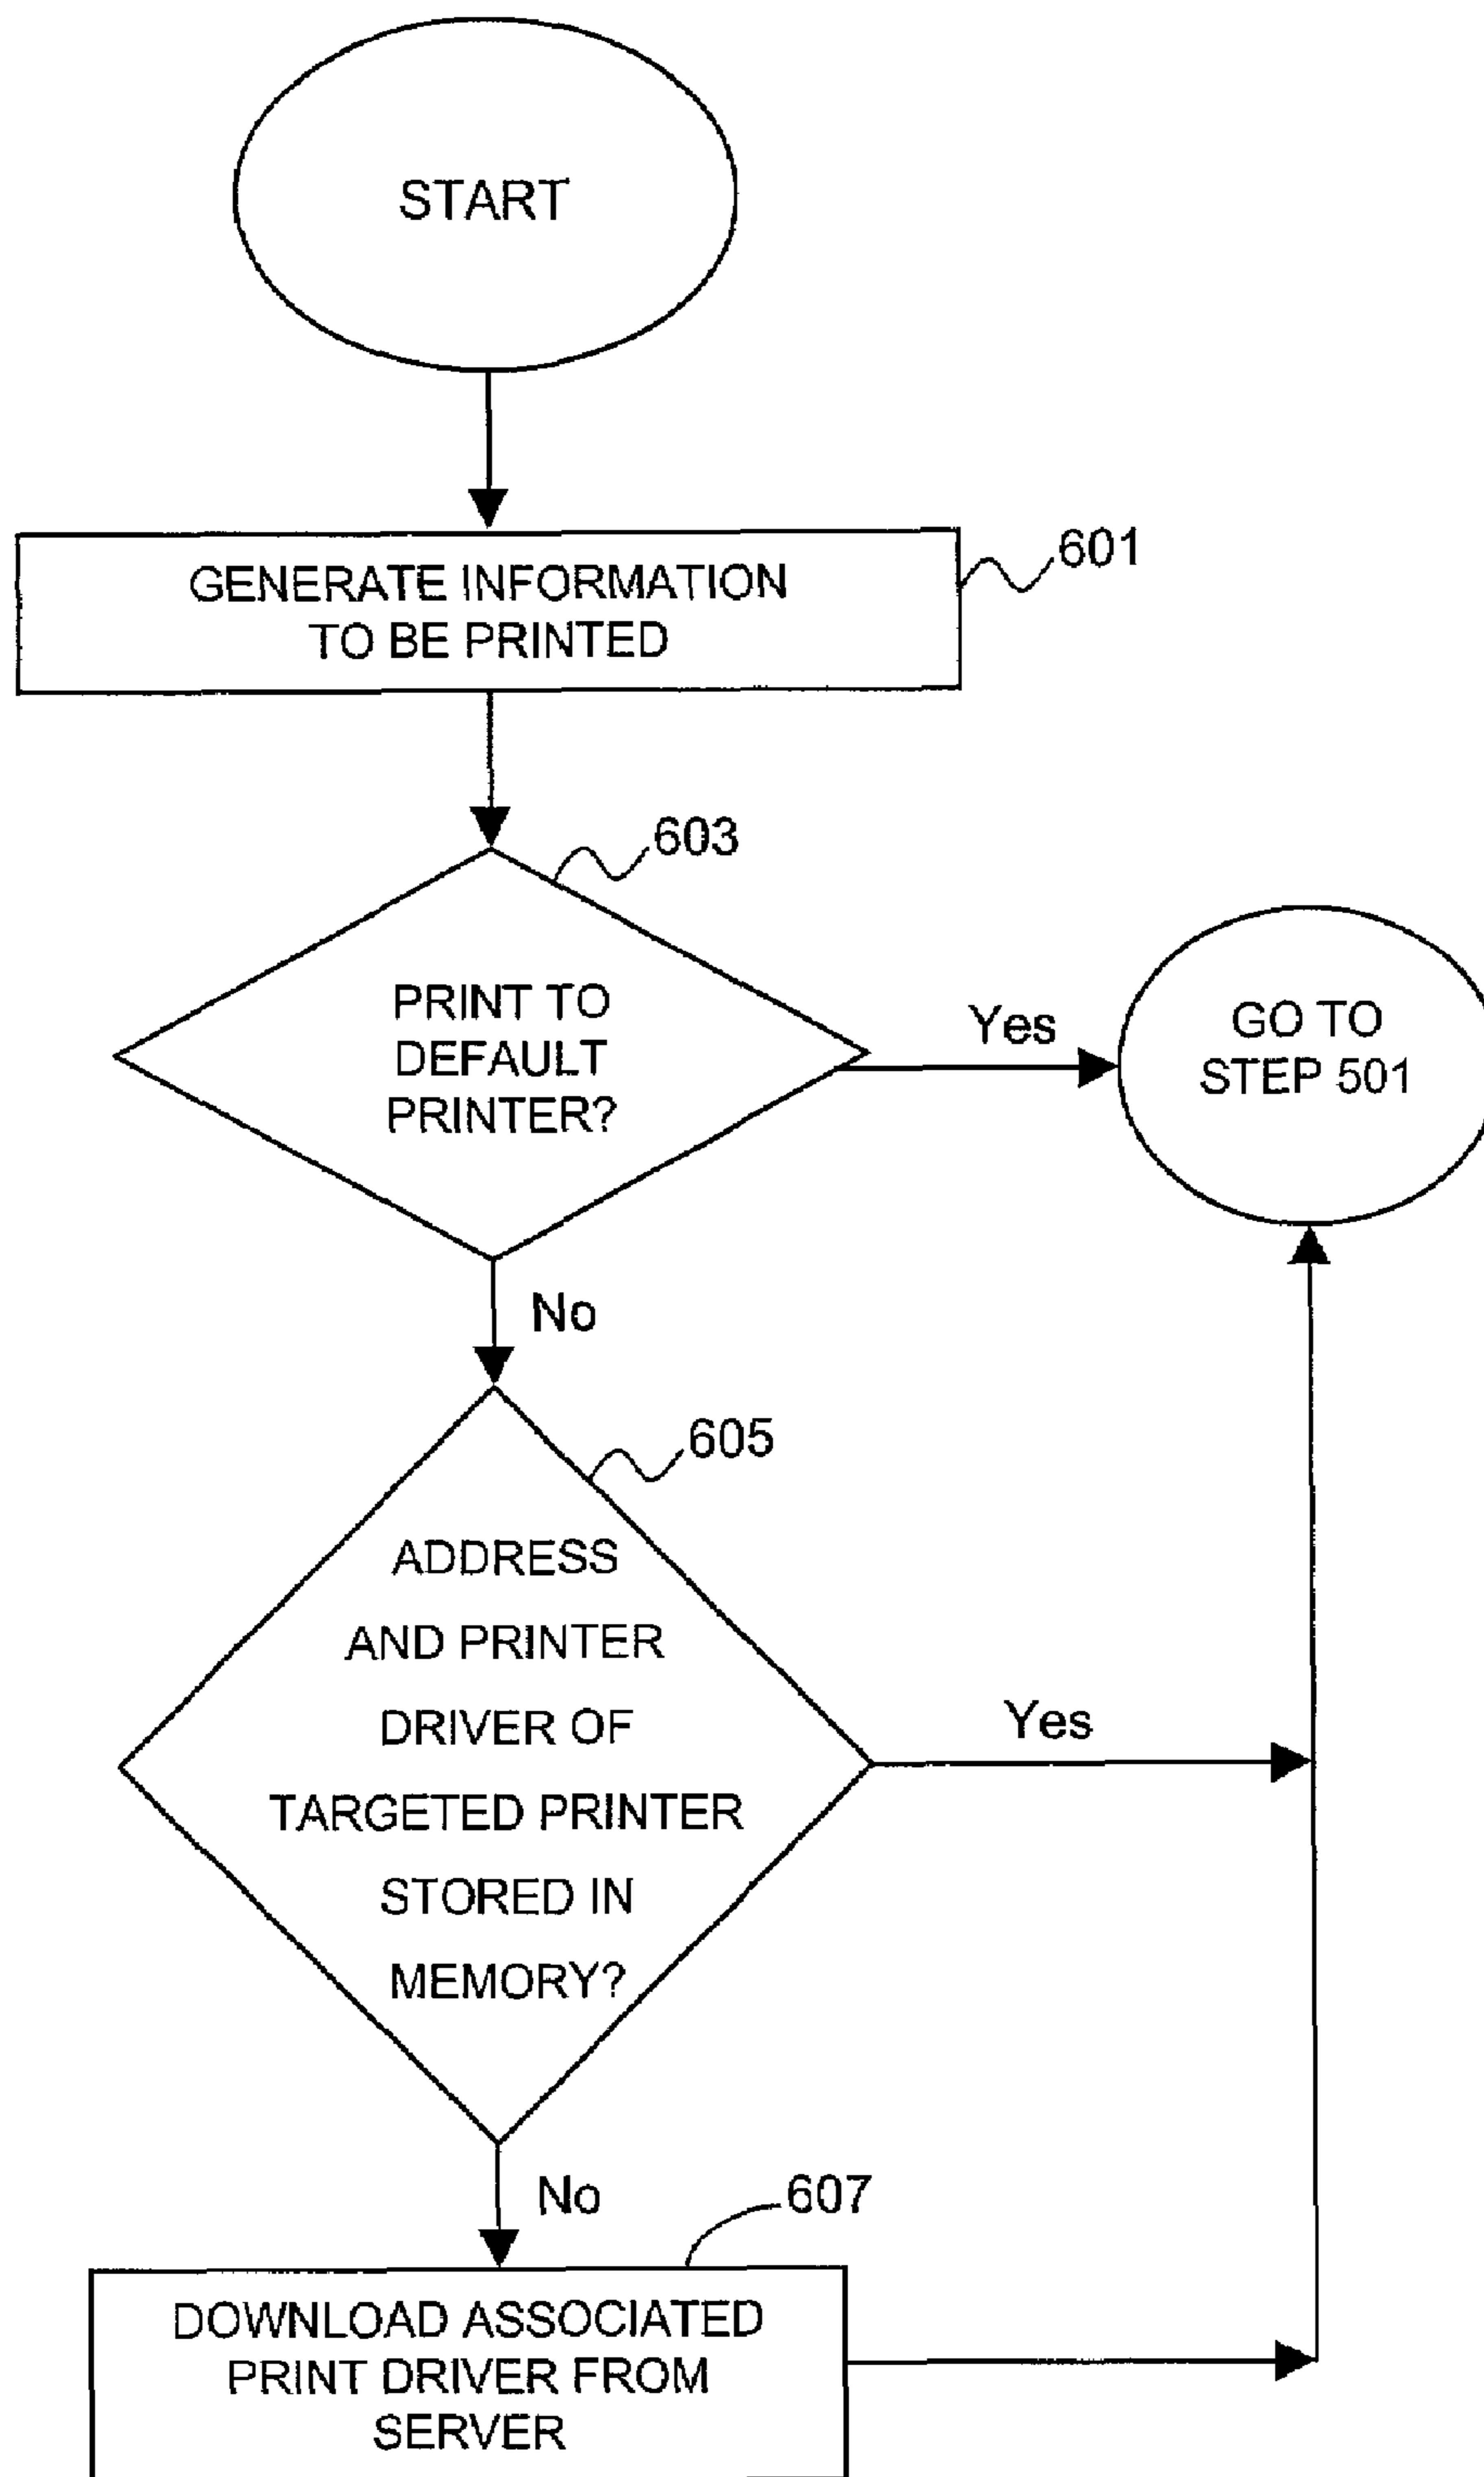 START
GENERATE INFORMATION
TO BE PRINTED
601
603
PRINT TO
DEFAULT
PRINTER?
Yes
GO TO
STEP 501
No
605
ADDRESS
AND PRINTER
DRIVER OF
TARGETED PRINTER
STORED IN
MEMORY?
Yes
No
607
DOWNLOAD ASSOCIATED
PRINT DRIVER FROM
SERVER